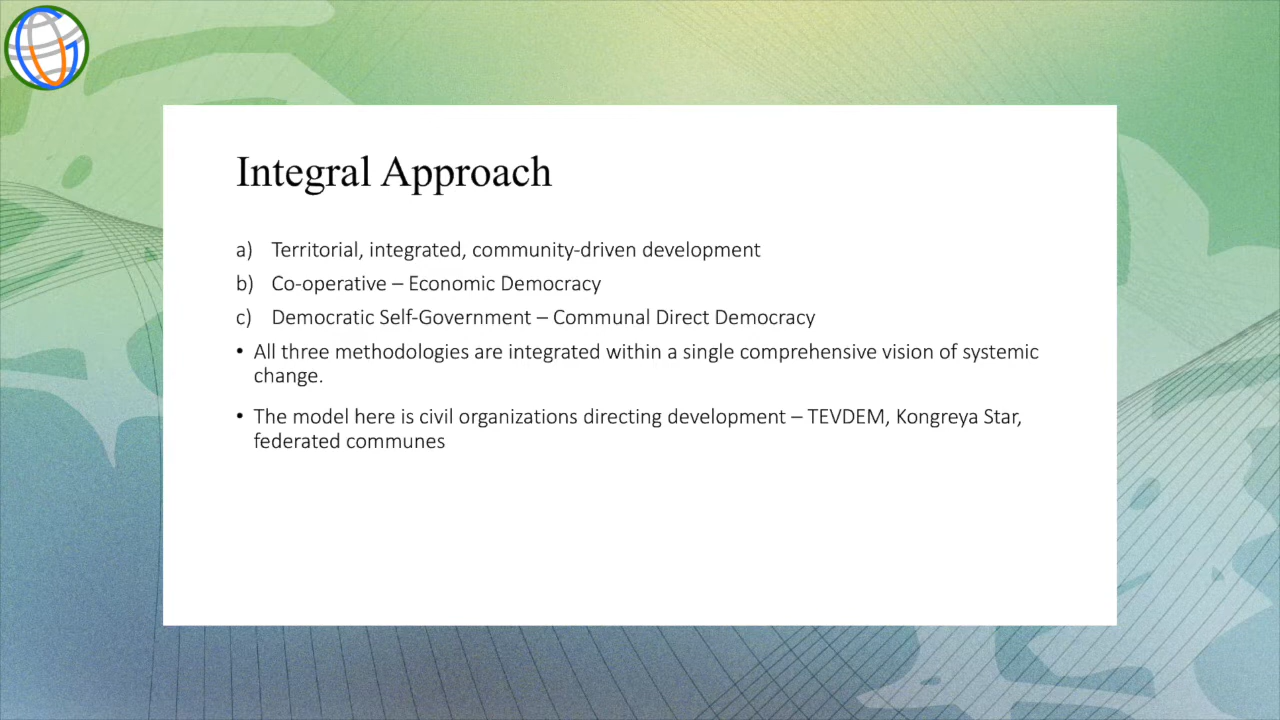 Integral Approach
a) Territorial, integrated, community-driven development
b) Co-operative – Economic Democracy
c) Democratic Self-Government – Communal Direct Democracy
• All three methodologies are integrated within a single comprehensive vision of systemic
change.
• The model here is civil organizations directing development – TEVDEM, Kongreya Star,
federated communes